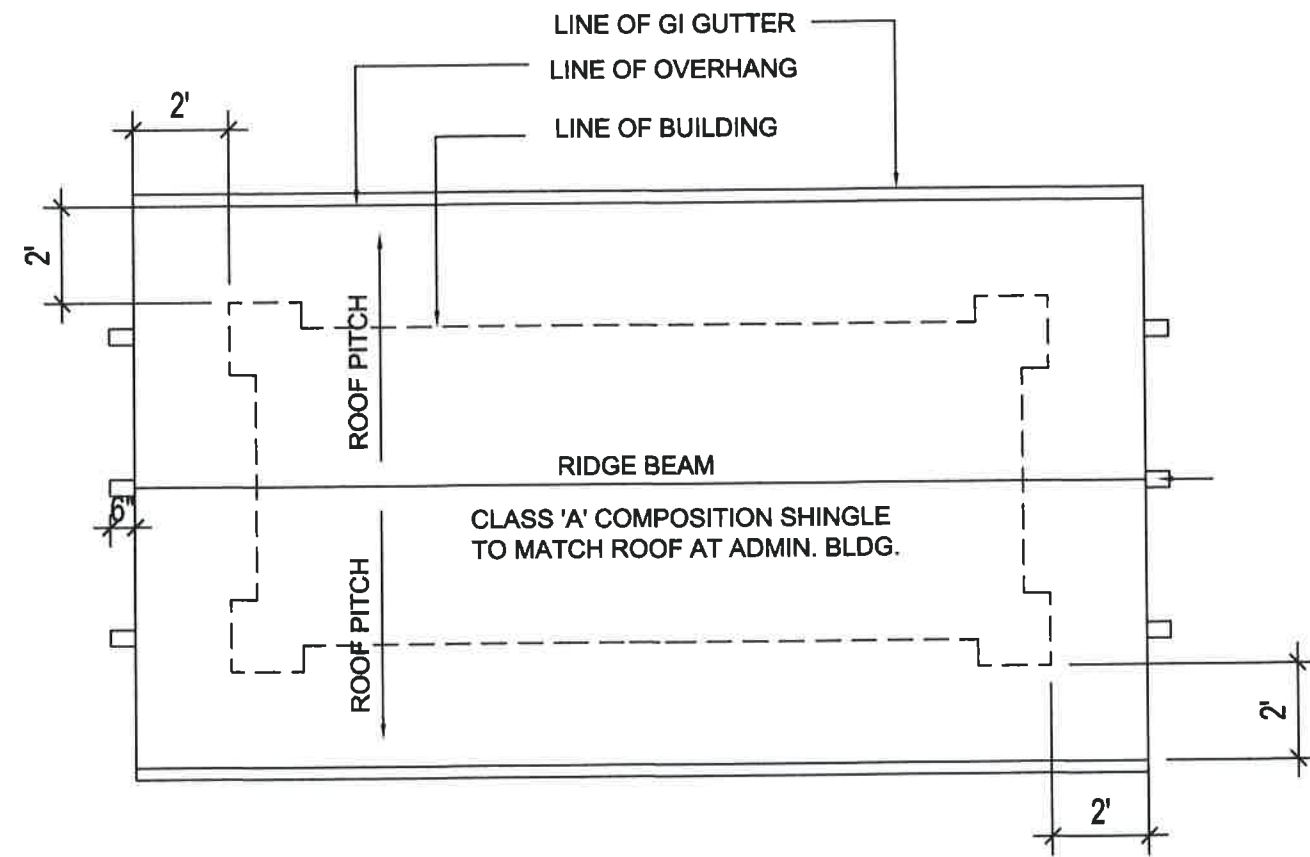 LINE OF GI GUTTER
LINE OF OVERHANG
2'
LINE OF BUILDING
2'
ROOF PITCH
RIDGE BEAM
6"
CLASS 'A' COMPOSITION SHINGLE
TO MATCH ROOF AT ADMIN. BLDG.
ROOF PITCH
2'
2'